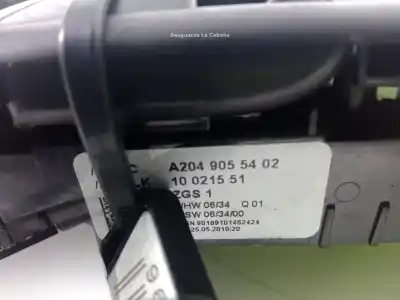 Desguaces La Cabaña
A204 905 54 02
10 0215 51
ZGS 1
HW 06/34 Q 01
SW 06/34/00
25.05.2010:20